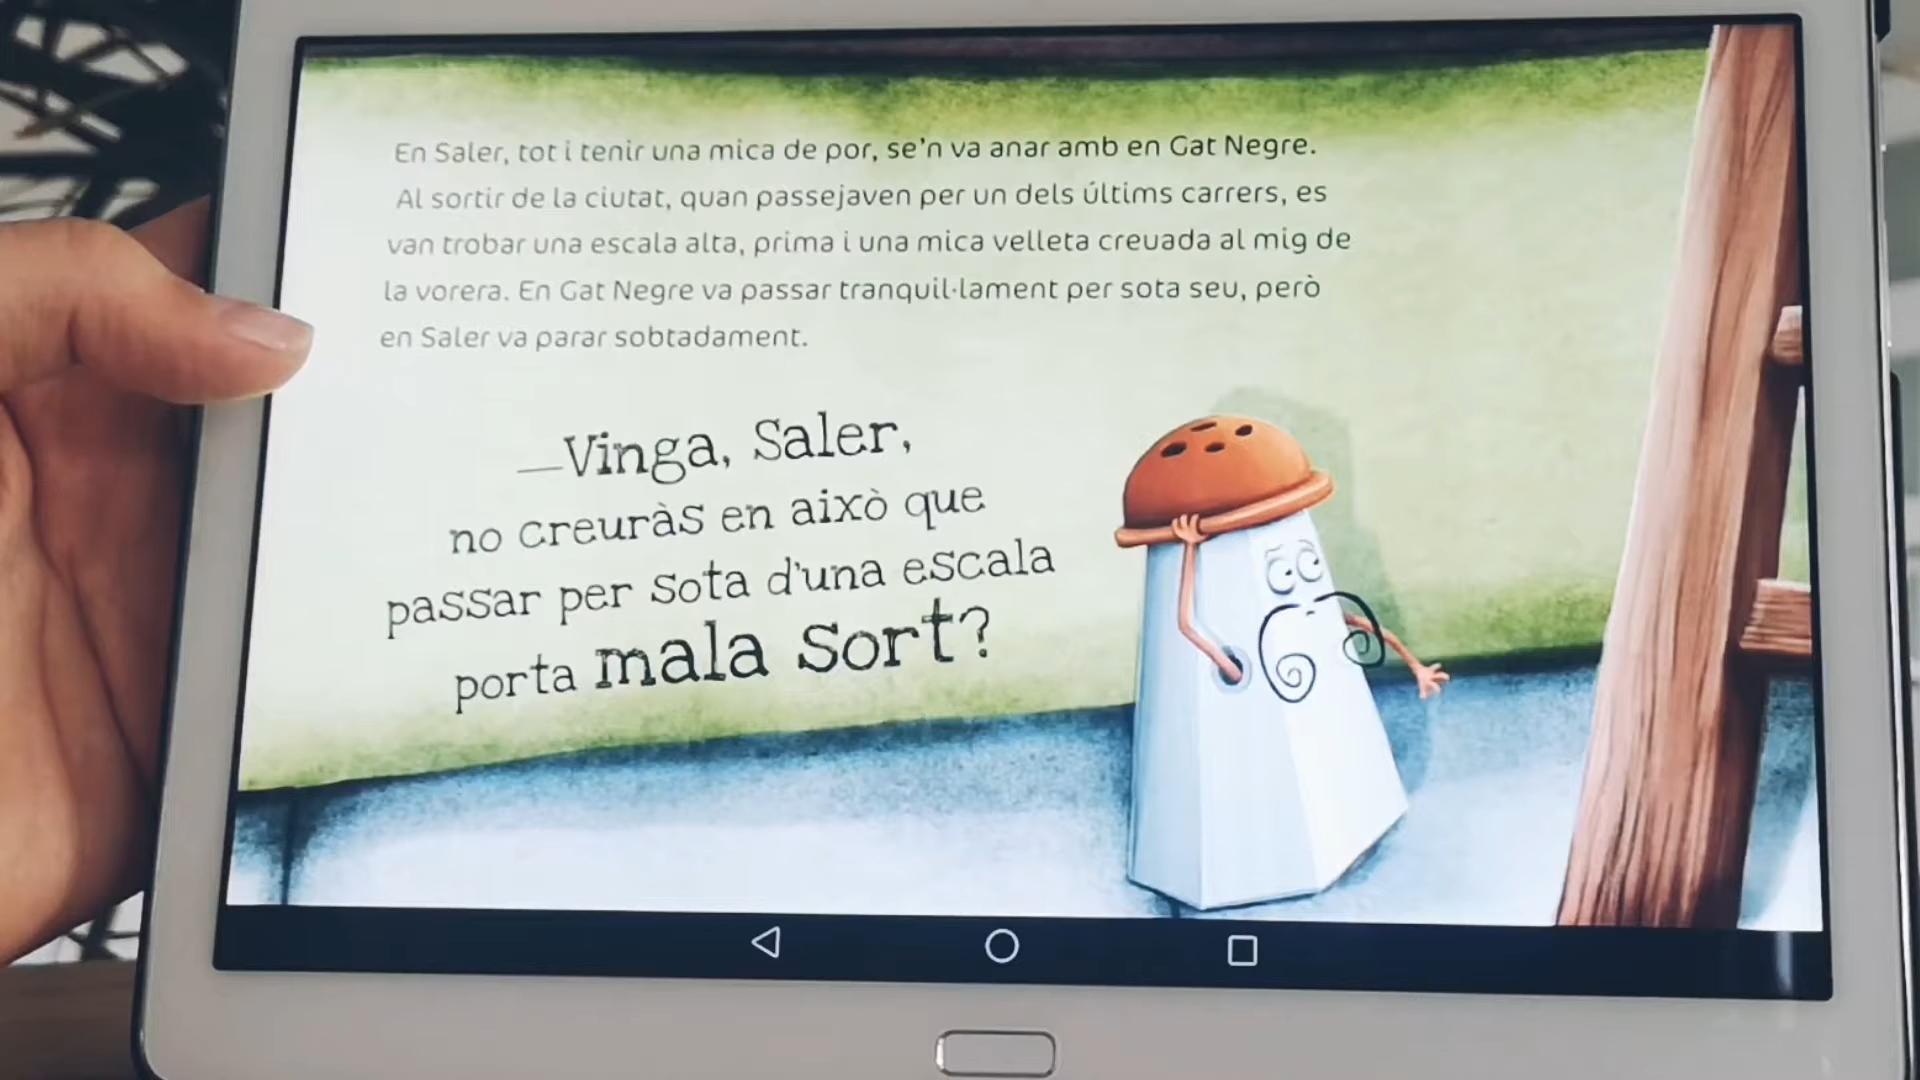 En Saler, tot i tenir una mica de por, se'n va anar amb en Gat Negre.
Al sortir de la ciutat, quan passejaven per un dels últims carrers, es
van trobar una escala alta, prima i una mica velleta creuada al mig de
la vorera. En Gat Negre va passar tranquil·lament per sota seu, però
en Saler va parar sobtadament.
—Vinga, Saler,
no creuràs en això que
passar per sota d'una escala
porta mala sort?